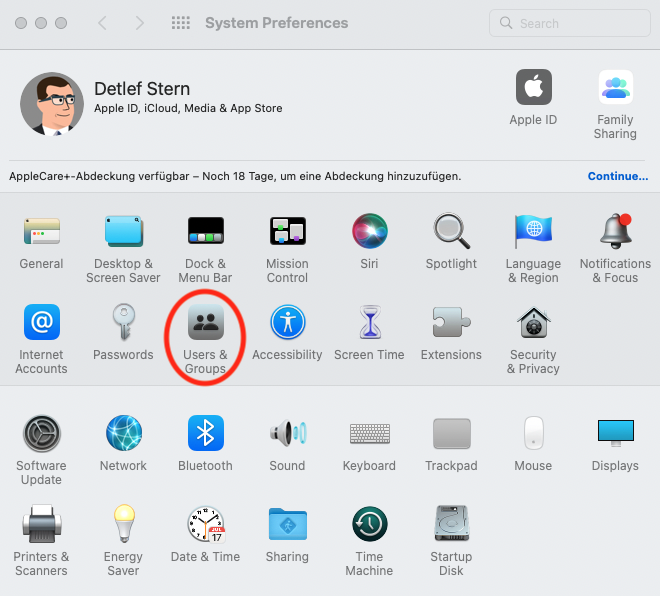 System Preferences
Search
Detlef Stern
Apple ID, iCloud, Media & App Store
Apple ID
Family
Sharing
AppleCare+-Abdeckung verfügbar – Noch 18 Tage, um eine Abdeckung hinzuzufügen.
Continue...
General
Desktop &
Screen Saver
Dock &
Menu Bar
Mission
Control
Siri
Spotlight
Language
& Region
Notifications
& Focus
Internet
Accounts
Passwords
Users &
Groups
Accessibility
Screen Time
Extensions
Security
& Privacy
Software
Update
Network
Bluetooth
Sound
Keyboard
Trackpad
Mouse
Displays
Printers &
Scanners
Energy
Saver
JUL
17
Date & Time
Sharing
Time
Machine
Startup
Disk